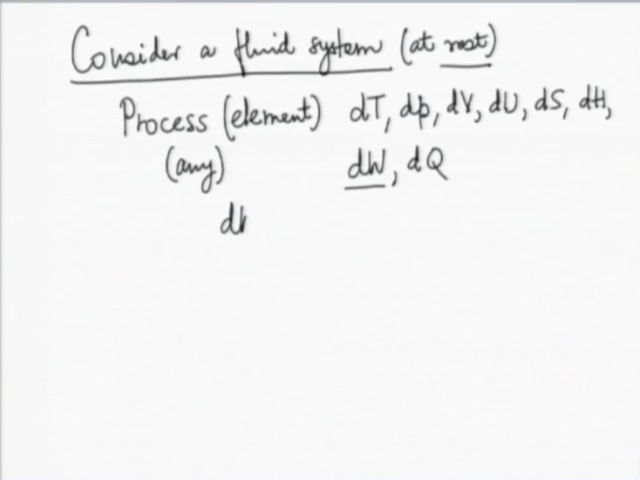 Consider a fluid system (at rest)
Process (element) dT, dp, dV, dU, dS, dH,
(any) dW, dQ